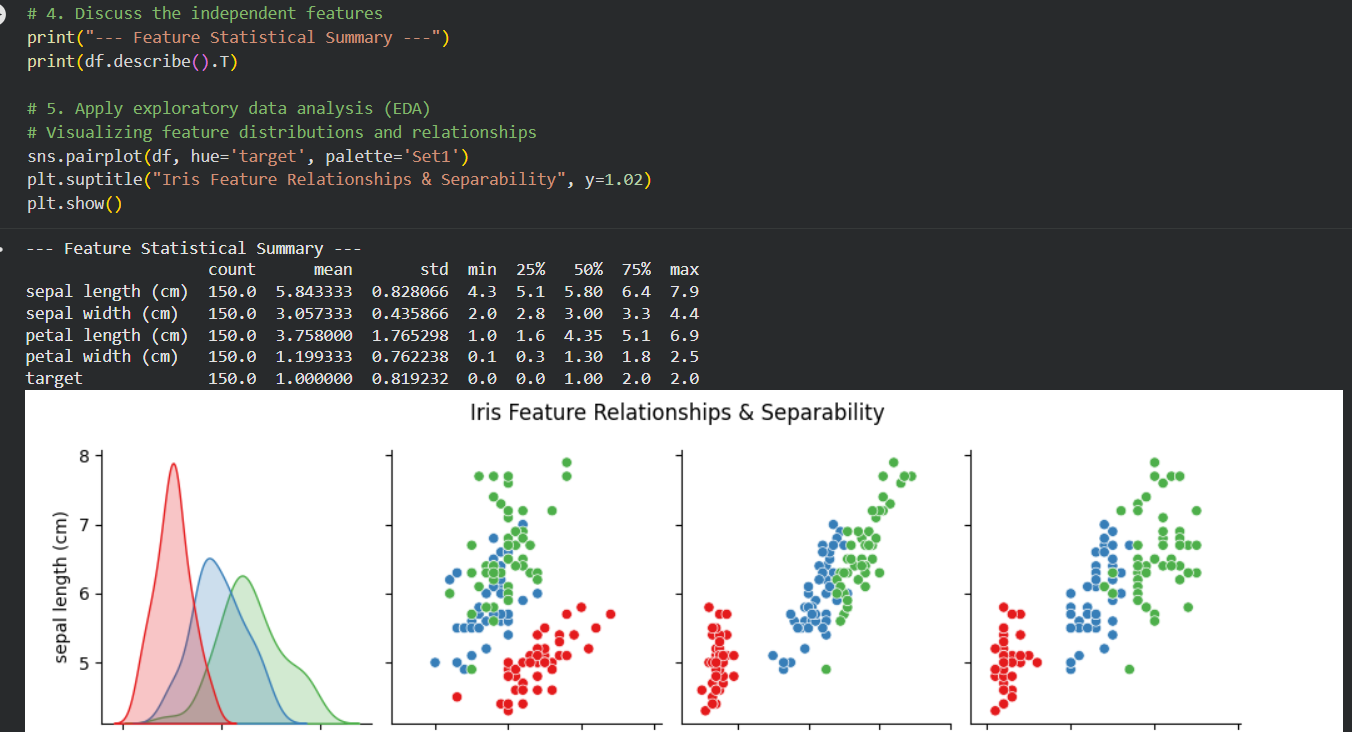 # 4. Discuss the independent features
print("--- Feature Statistical Summary ---")
print(df.describe().T)
# 5. Apply exploratory data analysis (EDA)
# Visualizing feature distributions and relationships
sns.pairplot(df, hue='target', palette='Set1')
plt.suptitle("Iris Feature Relationships & Separability", y=1.02)
plt.show()
--- Feature Statistical Summary ---
count mean std min 25% 50% 75% max
sepal length (cm) 150.0 5.843333 0.828066 4.3 5.1 5.80 6.4 7.9
sepal width (cm) 150.0 3.057333 0.435866 2.0 2.8 3.00 3.3 4.4
petal length (cm) 150.0 3.758000 1.765298 1.0 1.6 4.35 5.1 6.9
petal width (cm) 150.0 1.199333 0.762238 0.1 0.3 1.30 1.8 2.5
target 150.0 1.000000 0.819232 0.0 0.0 1.00 2.0 2.0
Iris Feature Relationships & Separability
8
7
6
5
sepal length (cm)